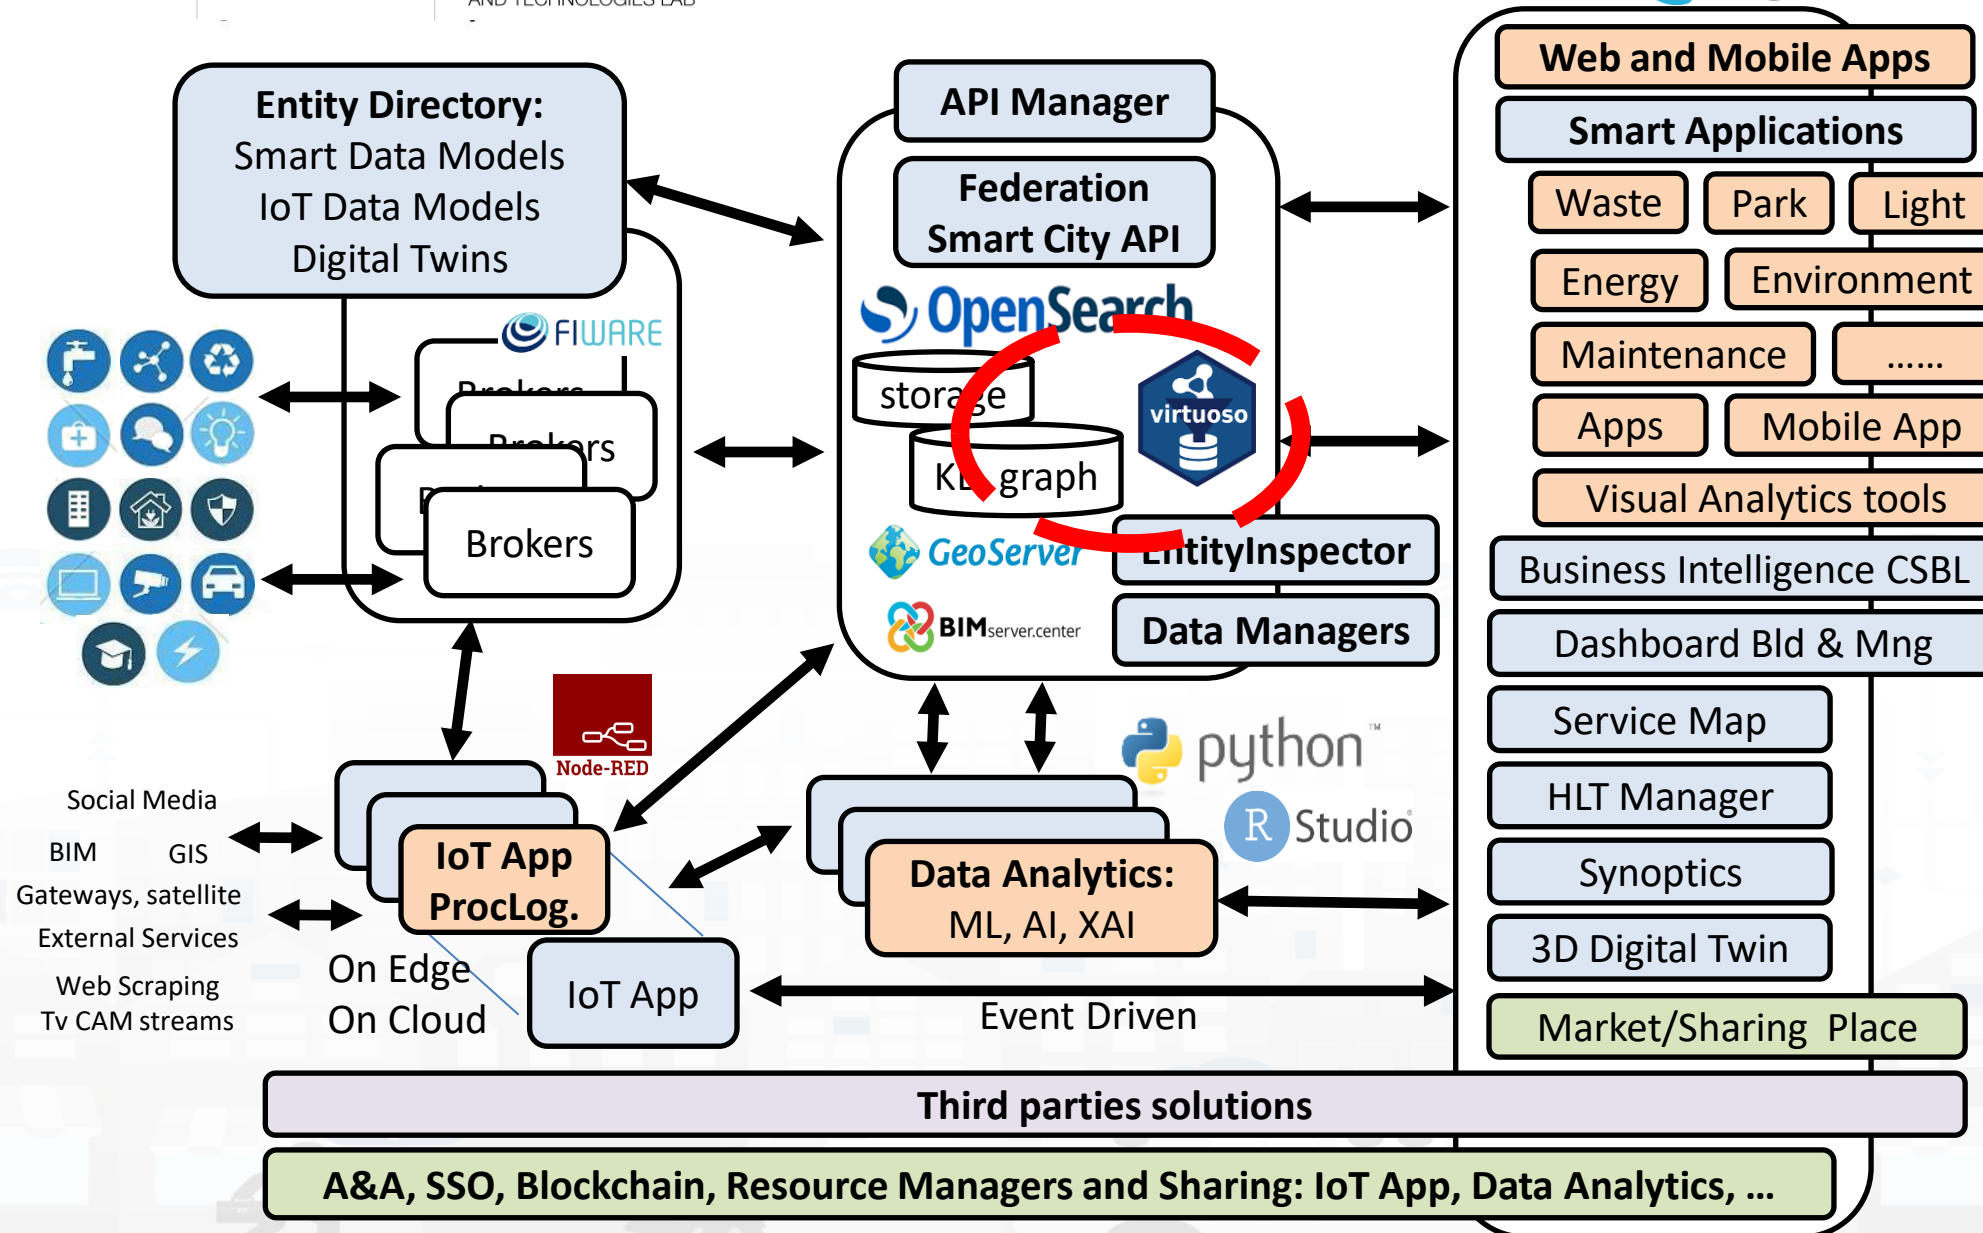 AND TECHNOLOGIES LAB
Entity Directory:
Smart Data Models
IoT Data Models
Digital Twins
FIWARE
Brokers
Brokers
Brokers
API Manager
Federation
Smart City API
OpenSearch
storage
virtuoso
graph
GeoServer
EntityInspector
BIMserver.center
Data Managers
Web and Mobile Apps
Smart Applications
Waste
Park
Light
Energy
Environment
Maintenance
……
Apps
Mobile App
Visual Analytics tools
Business Intelligence CSBL
Dashboard Bld & Mng
Service Map
HLT Manager
Synoptics
3D Digital Twin
Market/Sharing Place
Node-RED
python™
R Studio
Social Media
BIM GIS
Gateways, satellite
External Services
Web Scraping
Tv CAM streams
IoT App
ProcLog.
On Edge
On Cloud
IoT App
Data Analytics:
ML, AI, XAI
Event Driven
Third parties solutions
A&A, SSO, Blockchain, Resource Managers and Sharing: IoT App, Data Analytics, ...